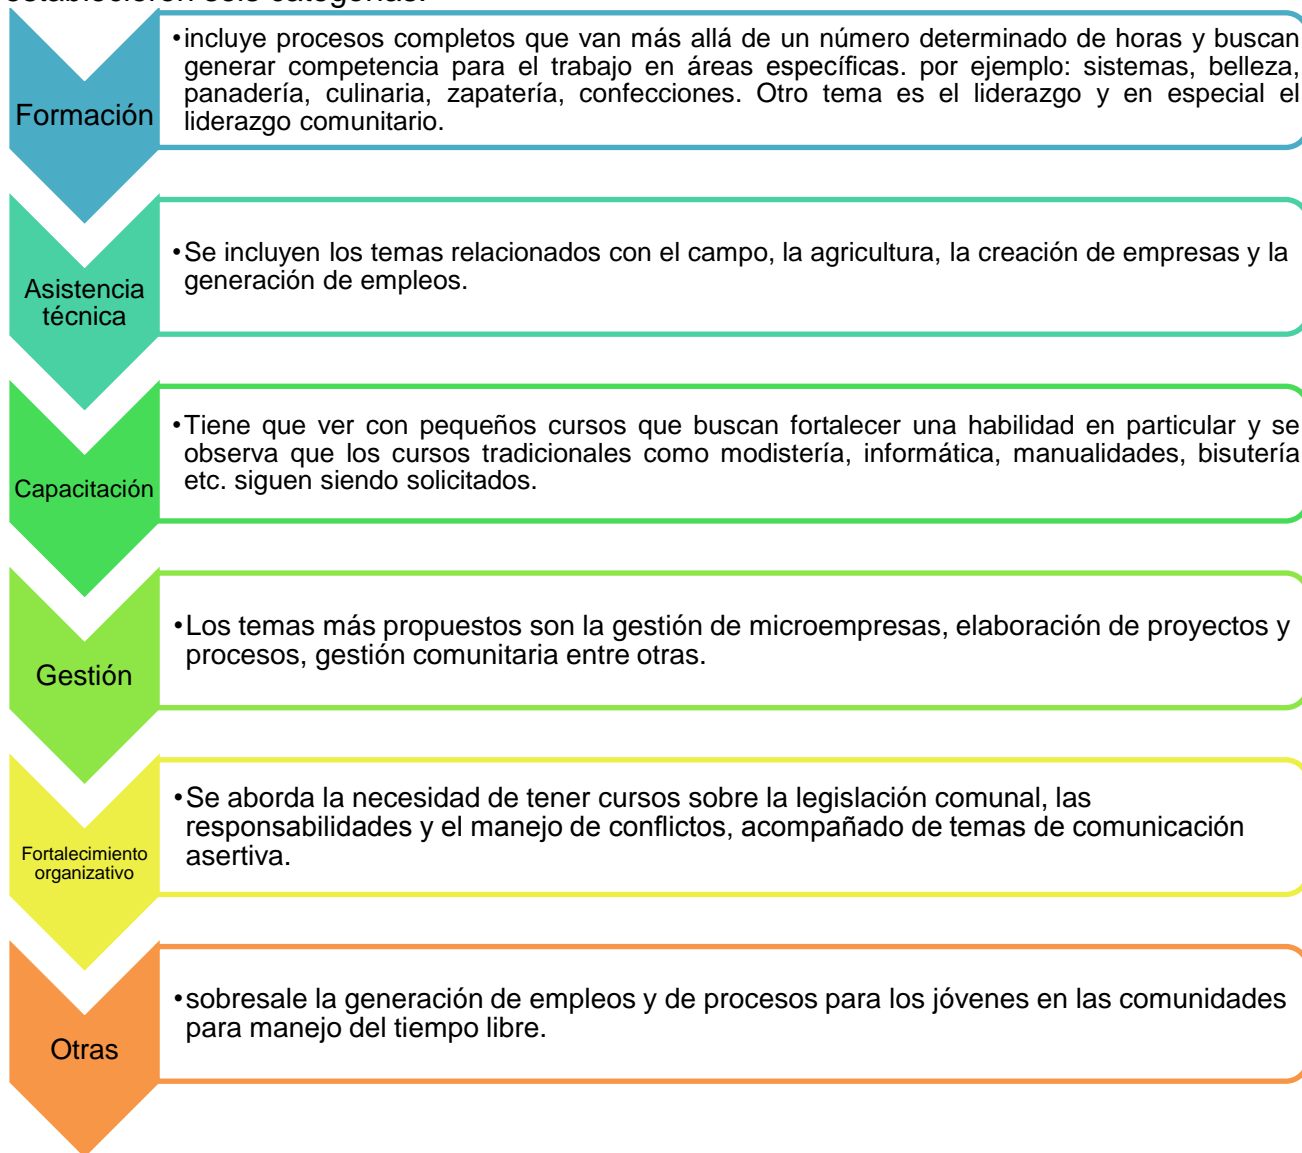 establecieron seis categorías.
Formación
•incluye procesos completos que van más allá de un número determinado de horas y buscan
generar competencia para el trabajo en áreas específicas. por ejemplo: sistemas, belleza,
panadería, culinaria, zapatería, confecciones. Otro tema es el liderazgo y en especial el
liderazgo comunitario.
Asistencia
técnica
•Se incluyen los temas relacionados con el campo, la agricultura, la creación de empresas y la
generación de empleos.
Capacitación
•Tiene que ver con pequeños cursos que buscan fortalecer una habilidad en particular y se
observa que los cursos tradicionales como modistería, informática, manualidades, bisutería
etc. siguen siendo solicitados.
Gestión
•Los temas más propuestos son la gestión de microempresas, elaboración de proyectos y
procesos, gestión comunitaria entre otras.
Fortalecimiento
organizativo
•Se aborda la necesidad de tener cursos sobre la legislación comunal, las
responsabilidades y el manejo de conflictos, acompañado de temas de comunicación
asertiva.
Otras
•sobresale la generación de empleos y de procesos para los jóvenes en las comunidades
para manejo del tiempo libre.